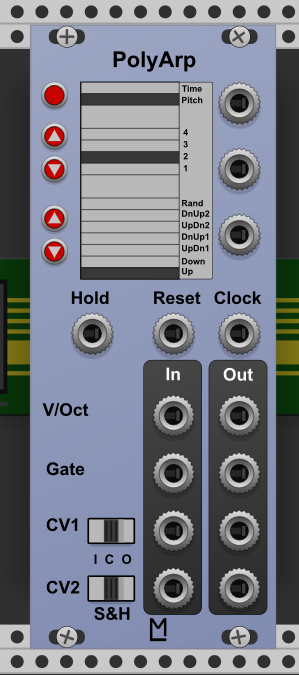 PolyArp
Time
Pitch
4
3
2
1
Rand
DnUp2
UpDn2
DnUp1
UpDn1
Down
Up
Hold Reset Clock
In Out
V/Oct
Gate
CV1
I C O
CV2
S&H